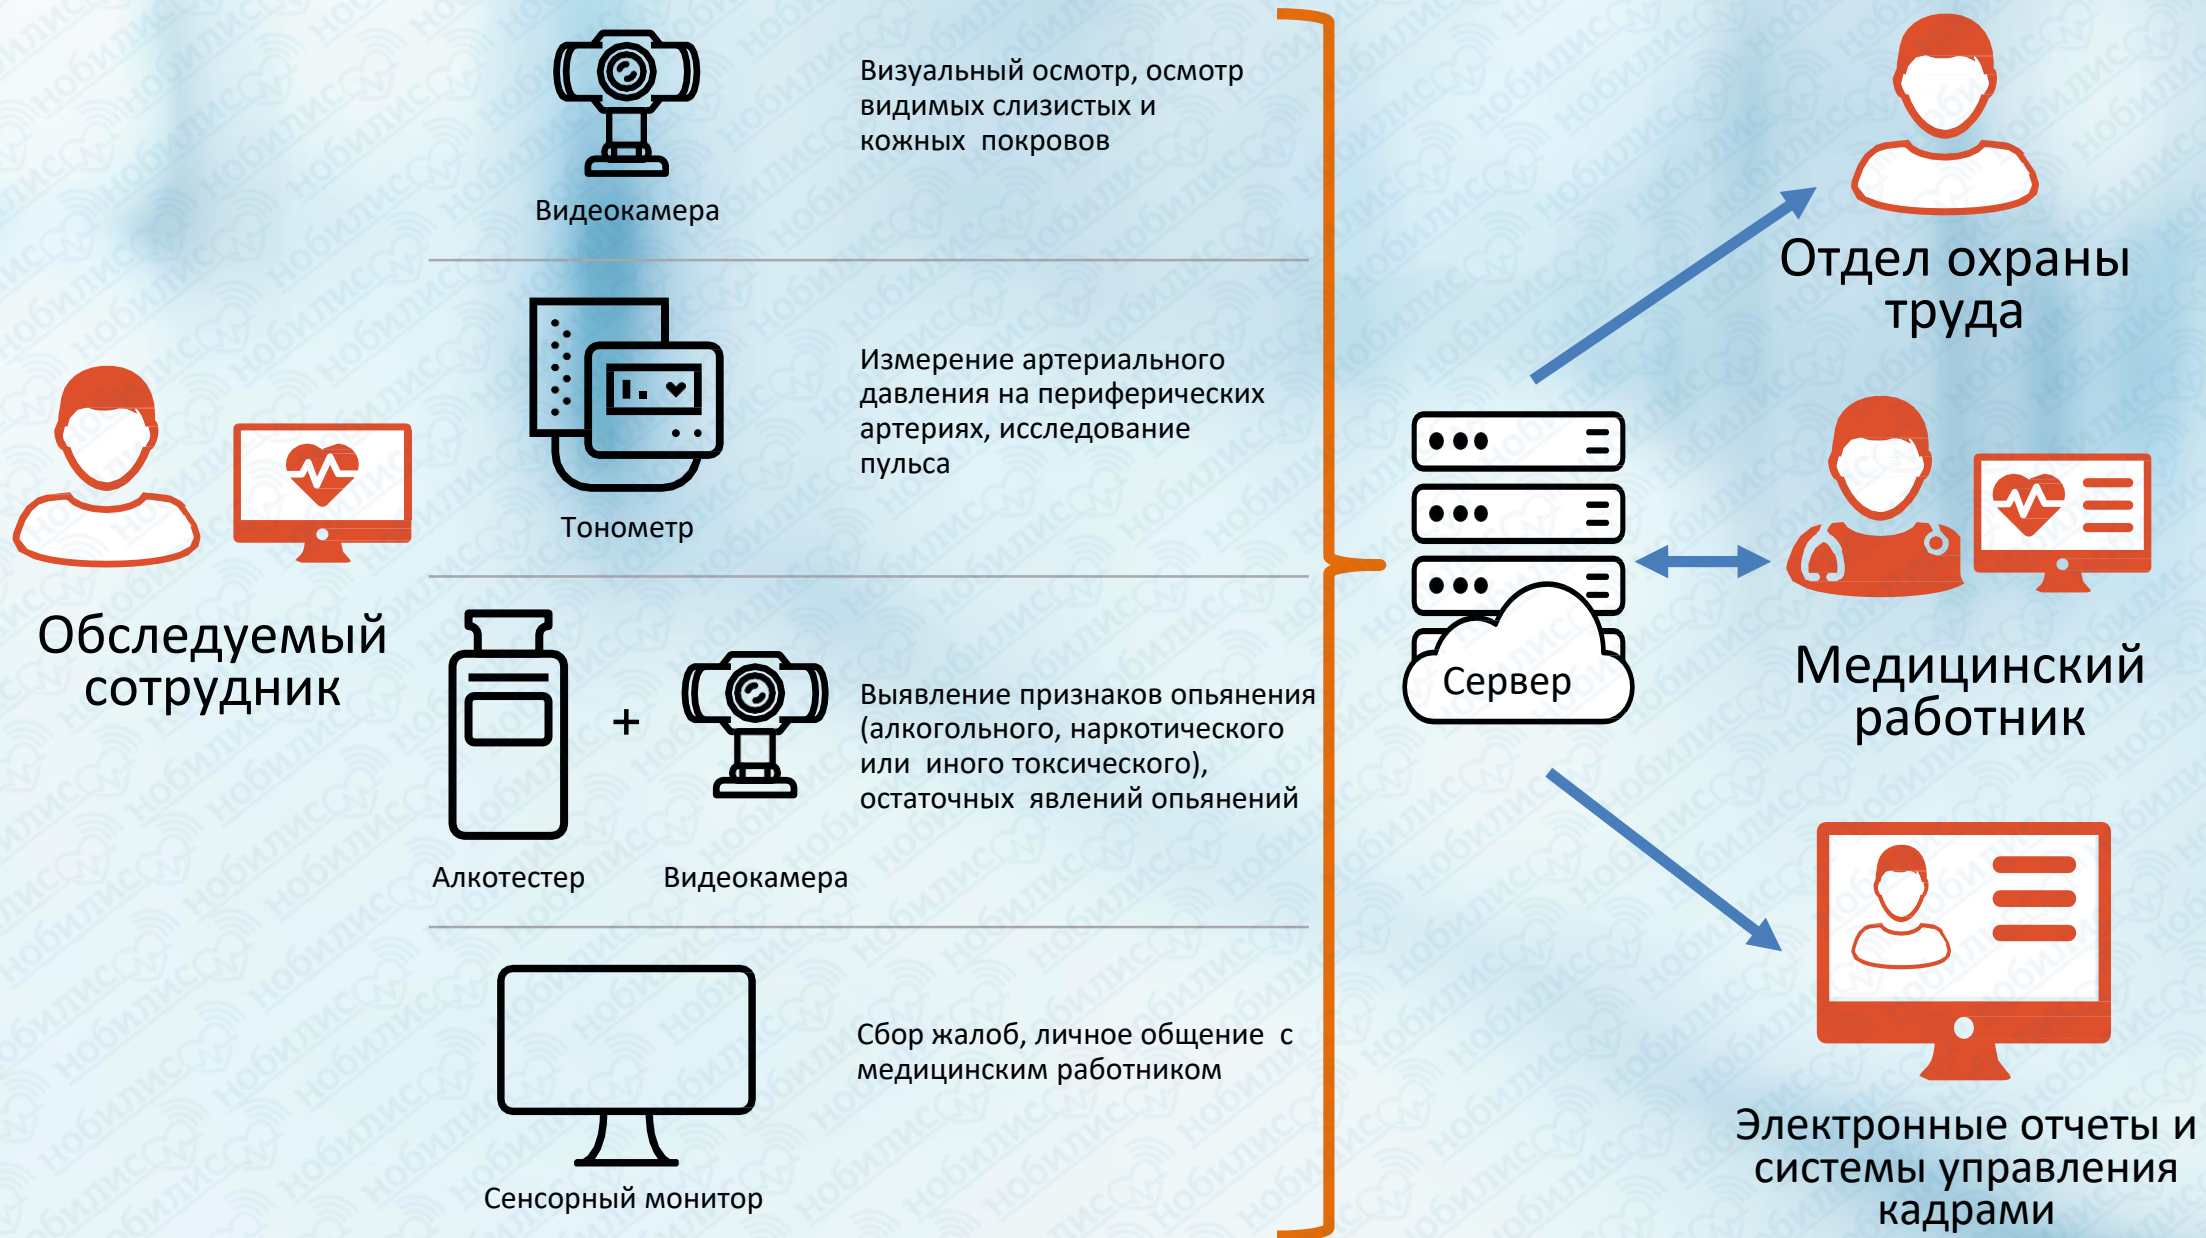 Обследуемый
сотрудник
Видеокамера
Визуальный осмотр, осмотр
видимых слизистых и
кожных покровов
Тонометр
Измерение артериального
давления на периферических
артериях, исследование
пульса
Алкотестер
+
Видеокамера
Выявление признаков опьянения
(алкогольного, наркотического
или иного токсического),
остаточных явлений опьянений
Сенсорный монитор
Сбор жалоб, личное общение с
медицинским работником
Сервер
Отдел охраны
труда
Медицинский
работник
Электронные отчеты и
системы управления
кадрами